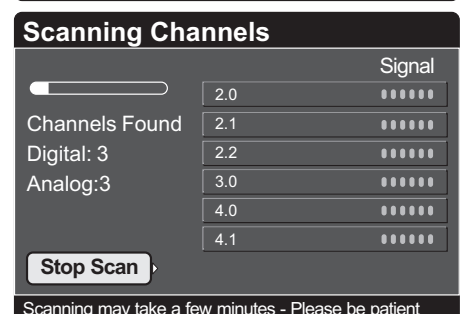 Scanning Channels
Signal
2.0
Channels Found
2.1
Digital: 3
2.2
Analog:3
3.0
4.0
4.1
Stop Scan
Scanning may take a few minutes - Please be patient